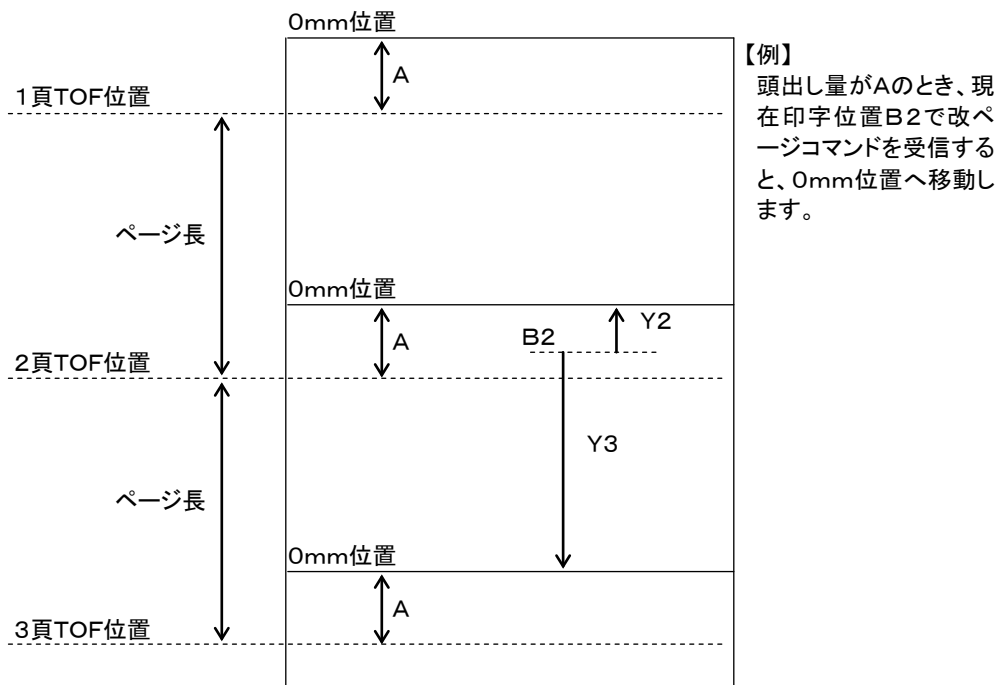 0mm位置
【例】
頭出し量がAのとき、現
在印字位置B2で改ペ
ージコマンドを受信する
と、0mm位置へ移動し
ます。
A
1頁TOF位置
ページ長
0mm位置
Y2
B2
A
2頁TOF位置
Y3
ページ長
0mm位置
A
3頁TOF位置